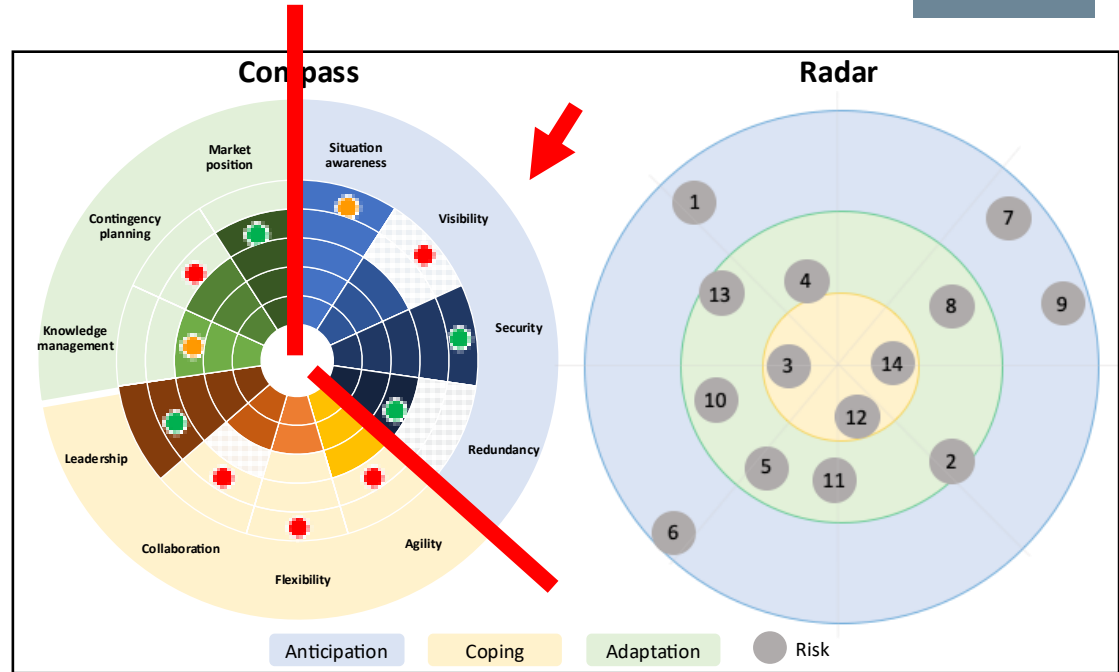 Compass
Radar
Market
position
Situation
awareness
Contingency
planning
Visibility
Knowledge
management
Security
Leadership
Redundancy
Collaboration
Agility
Flexibility
1
7
4
13
8
9
3
14
10
12
5
11
2
6
Anticipation
Coping
Adaptation
Risk